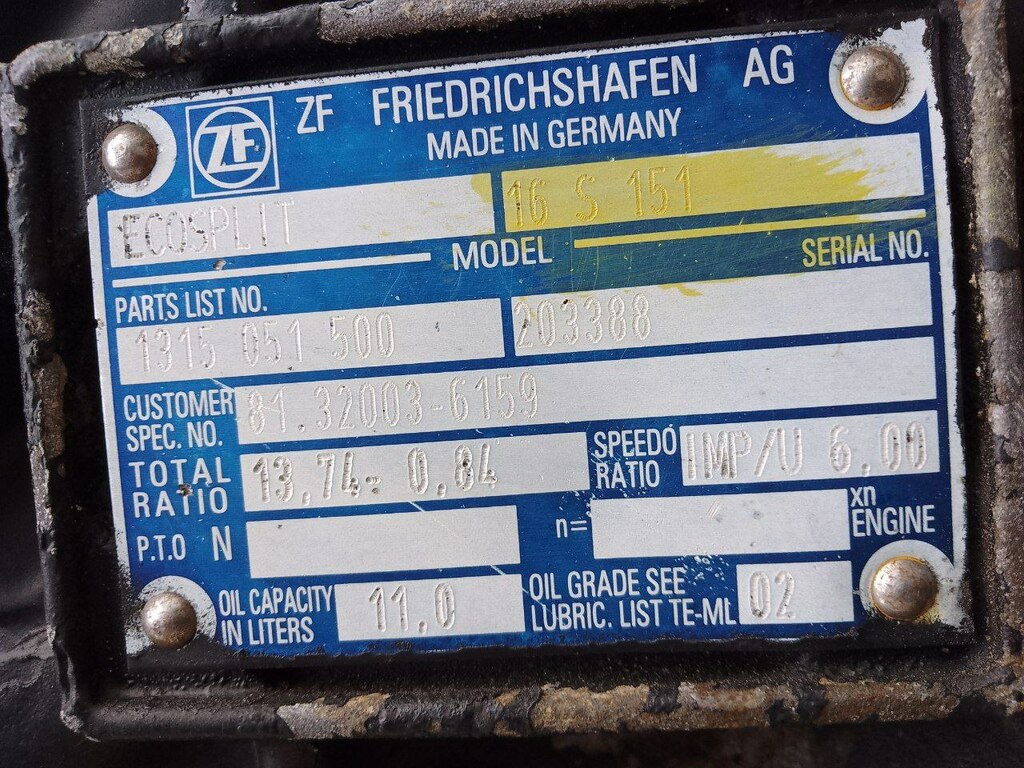 ZF
ZF FRIEDRICHSHAFEN AG
MADE IN GERMANY
ECOSPLIT 16 S 151
MODEL SERIAL NO.
PARTS LIST NO.
1315 051 500 203388
CUSTOMER SPEC. NO. 81.32003-6159
TOTAL RATIO 13,74- 0,84 SPEEDO RATIO IMP/U 6,00
P.T.O N n= xn ENGINE
OIL CAPACITY IN LITERS 11,0 OIL GRADE SEE LUBRIC. LIST TE-ML 02